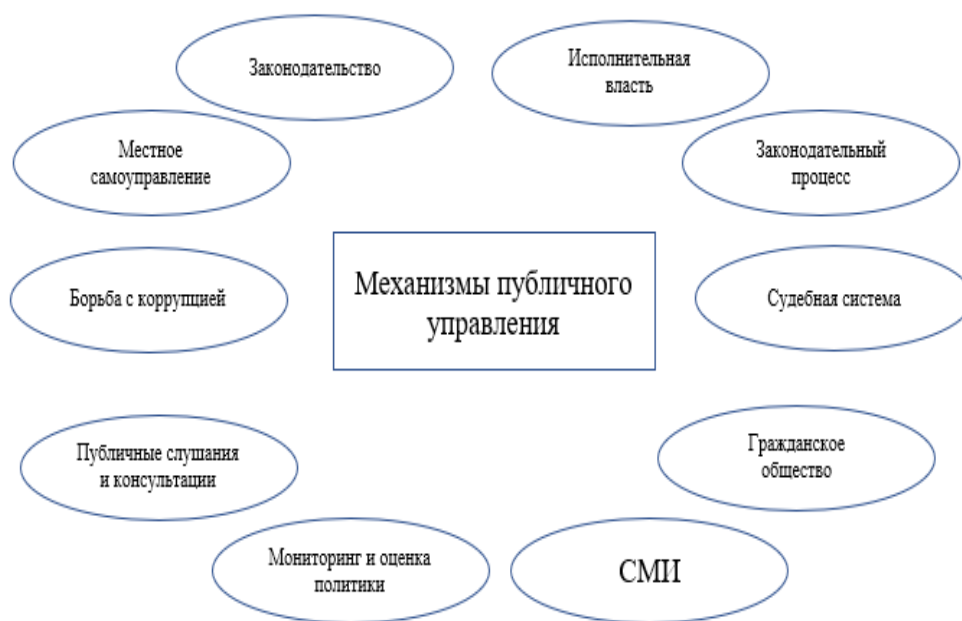 Законодательство
Исполнительная
власть
Местное
самоуправление
Законодательный
процесс
Механизмы публичного
управления
Борьба с коррупцией
Судебная система
Публичные слушания
и консультации
Гражданское
общество
Мониторинг и оценка
политики
СМИ